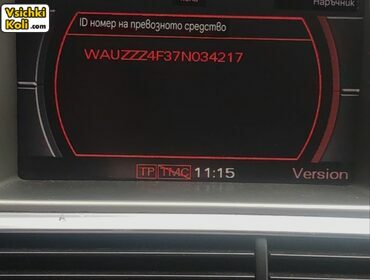 Vsichki
Koli .com
Наръчник
ID номер на превозното средство
WAUZZZ4F37N034217
TP TMC 11:15
Version